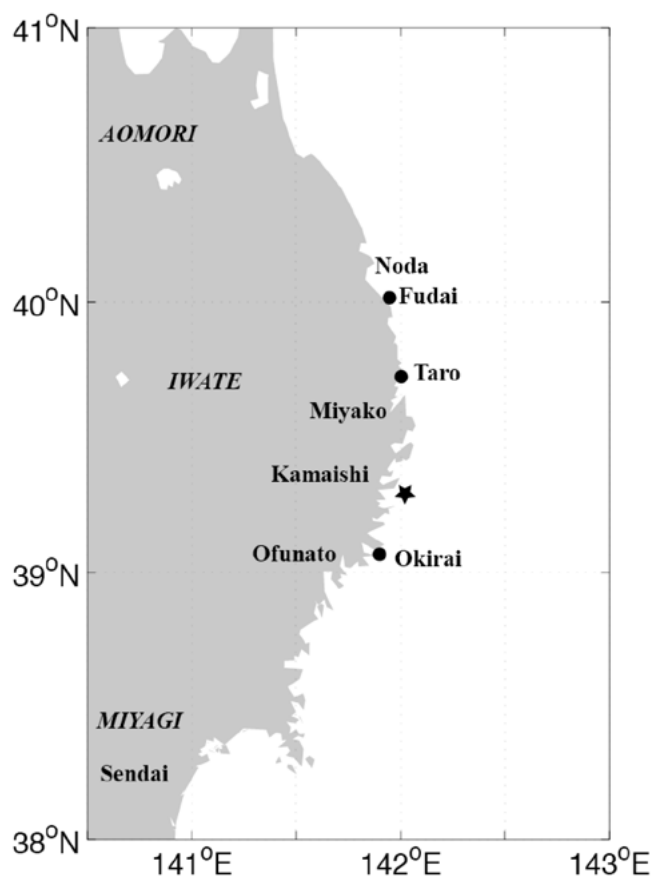 41°N
AOMORI
Noda
40°N
Fudai
Taro
IWATE
Miyako
Kamaishi
Ofunato
Okirai
39°N
MIYAGI
Sendai
38°N
141°E
142°E
143°E